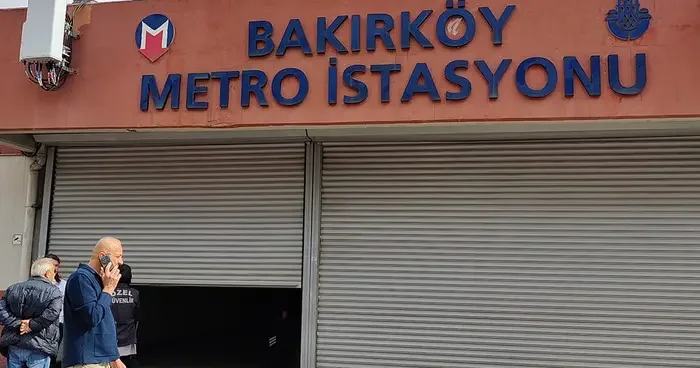 M
BAKIRKÖY
METRO İSTASYONU
ÖZEL
GÜVENLİK